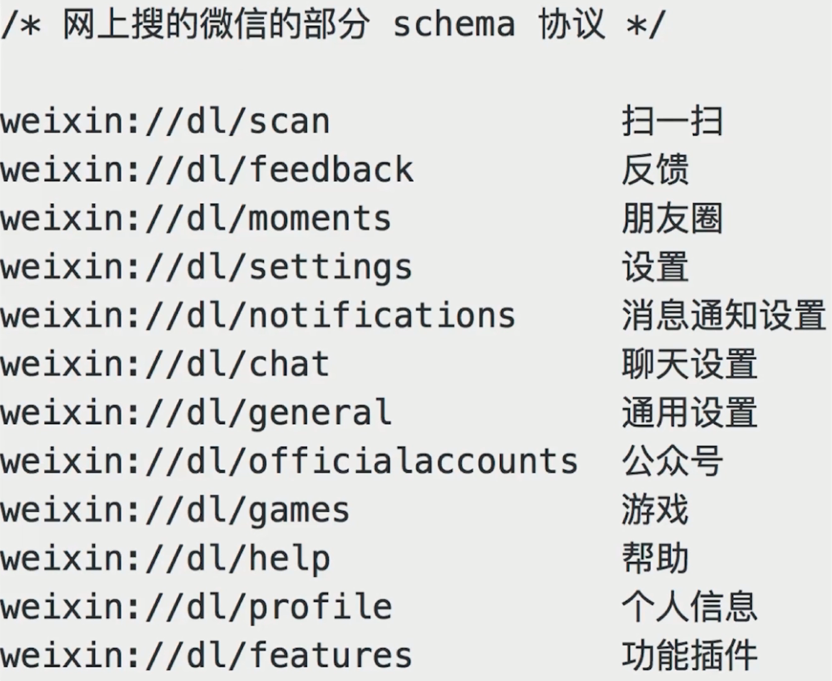 /* 网上搜的微信的部分 schema 协议 */
weixin://dl/scan 扫一扫
weixin://dl/feedback 反馈
weixin://dl/moments 朋友圈
weixin://dl/settings 设置
weixin://dl/notifications 消息通知设置
weixin://dl/chat 聊天设置
weixin://dl/general 通用设置
weixin://dl/officialaccounts 公众号
weixin://dl/games 游戏
weixin://dl/help 帮助
weixin://dl/profile 个人信息
weixin://dl/features 功能插件